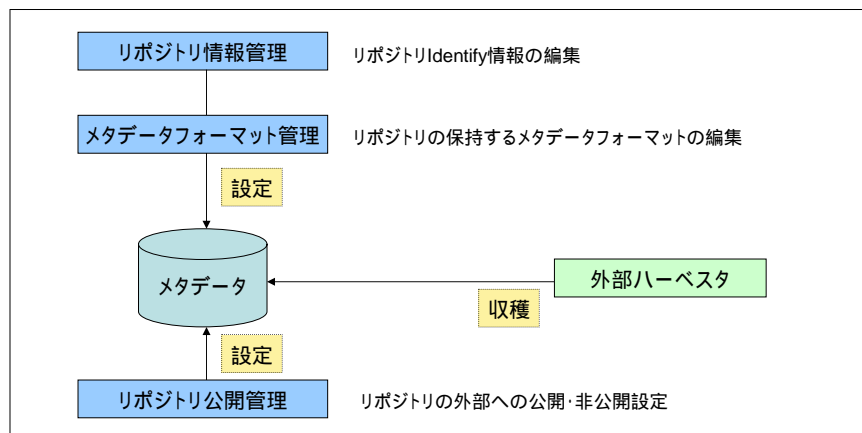 リポジトリ情報管理 リポジトリIdentify情報の編集
メタデータフォーマット管理 リポジトリの保持するメタデータフォーマットの編集
設定
メタデータ 外部ハーベスタ
収穫
設定
リポジトリ公開管理 リポジトリの外部への公開･非公開設定